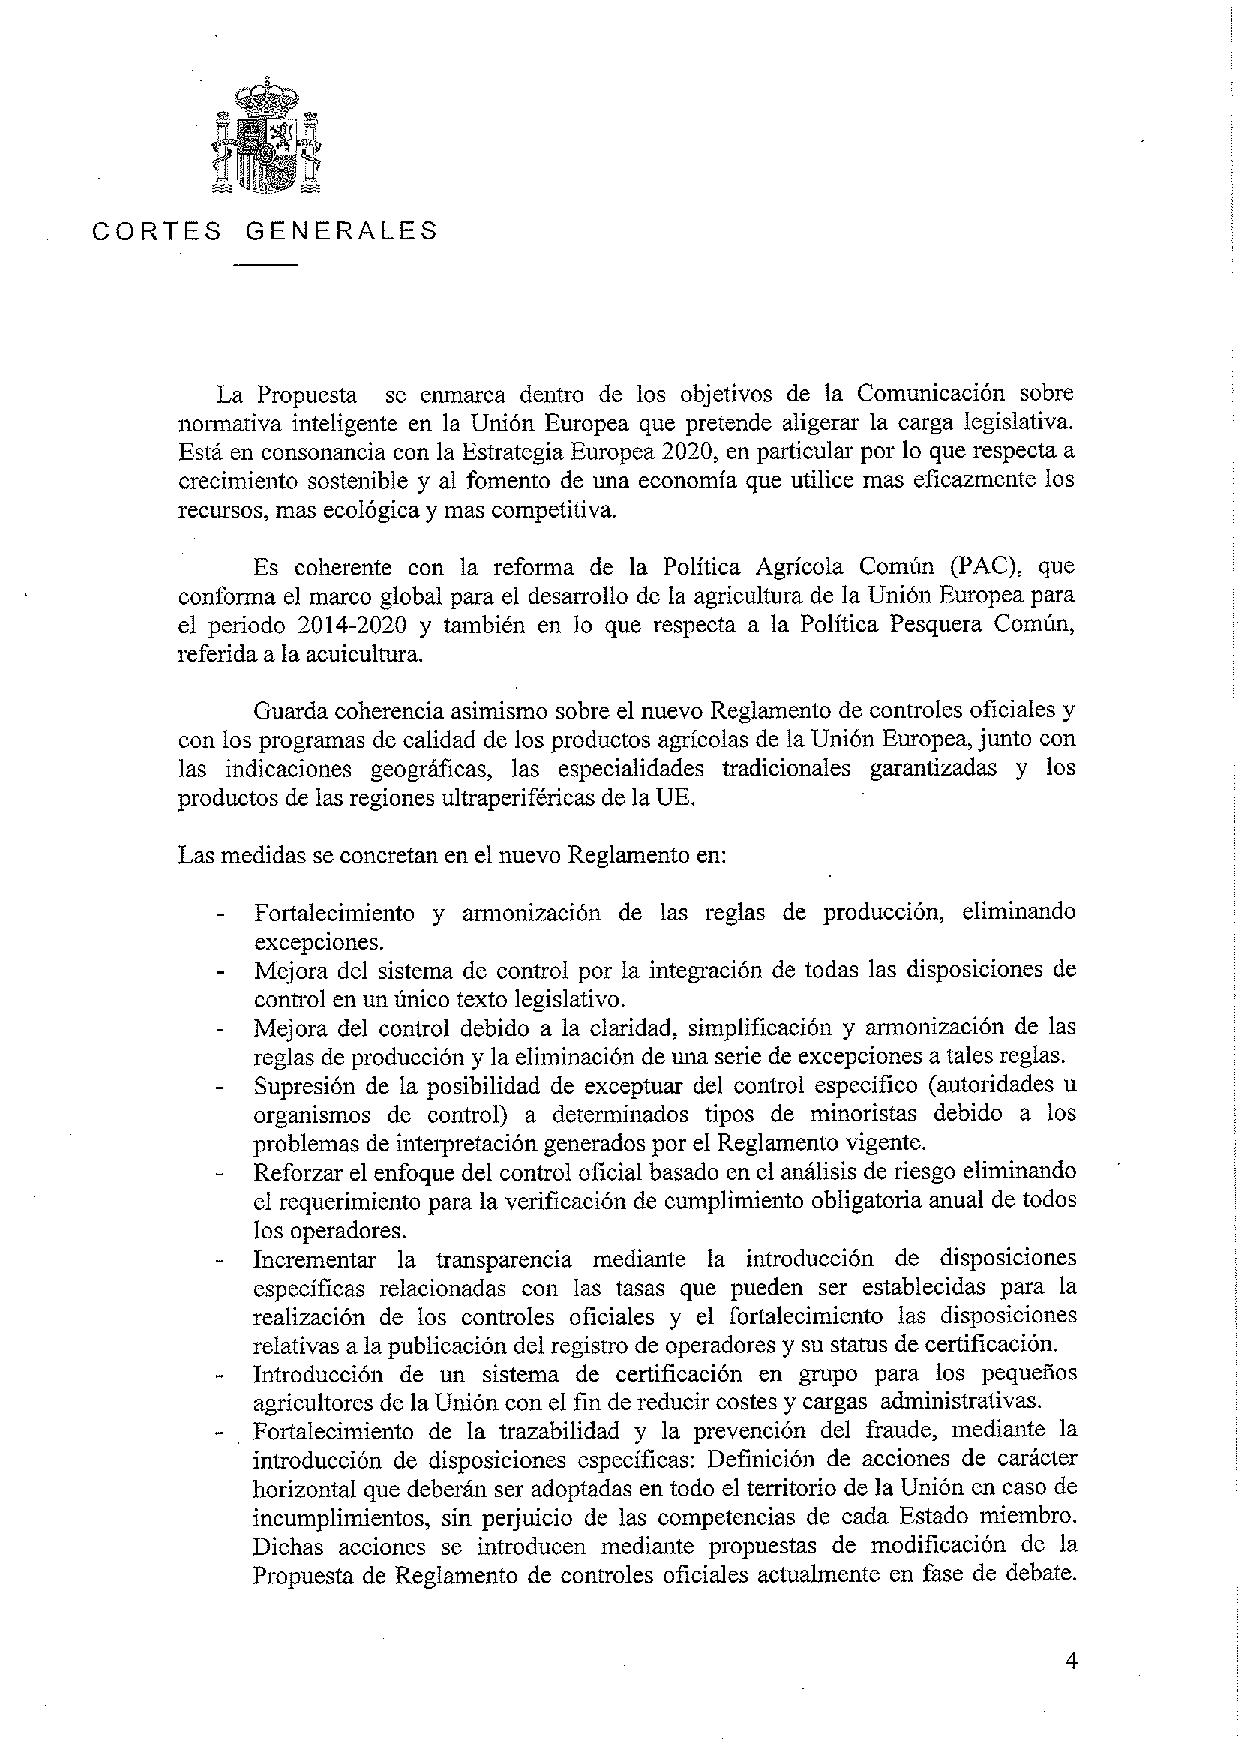 CORTES GENERALES
La Propuesta se enmarca dentro de los objetivos de la Comunicación sobre
normativa inteligente en la Unión Europea que pretende aligerar la carga legislativa.
Está en consonancia con la Estrategia Europea 2020, en particular por lo que respecta a
crecimiento sostenible y al fomento de una economía que utilice mas eficazmente los
recursos, mas ecológica y mas competitiva.
Es coherente con la reforma de la Política Agrícola Común (PAC), que
conforma el marco global para el desarrollo de la agricultura de la Unión Europea para
el periodo 2014-2020 y también en lo que respecta a la Política Pesquera Común,
referida a la acuicultura.
Guarda coherencia asimismo sobre el nuevo Reglamento de controles oficiales y
con los programas de calidad de los productos agrícolas de la Unión Europea, junto con
las indicaciones geográficas, las especialidades tradicionales garantizadas y los
productos de las regiones ultraperiféricas de la UE.
Las medidas se concretan en el nuevo Reglamento en:
- Fortalecimiento y armonización de las reglas de producción, eliminando
excepciones.
- Mejora del sistema de control por la integración de todas las disposiciones de
control en un único texto legislativo.
- Mejora del control debido a la claridad, simplificación y armonización de las
reglas de producción y la eliminación de una serie de excepciones a tales reglas.
- Supresión de la posibilidad de exceptuar del control especifico (autoridades u
organismos de control) a determinados tipos de minoristas debido a los
problemas de interpretación generados por el Reglamento vigente.
- Reforzar el enfoque del control oficial basado en el análisis de riesgo eliminando
el requerimiento para la verificación de cumplimiento obligatoria anual de todos
los operadores.
- Incrementar la transparencia mediante la introducción de disposiciones
específicas relacionadas con las tasas que pueden ser establecidas para la
realización de los controles oficiales y el fortalecimiento las disposiciones
relativas a la publicación del registro de operadores y su status de certificación.
- Introducción de un sistema de certificación en grupo para los pequeños
agricultores de la Unión con el fin de reducir costes y cargas administrativas.
- Fortalecimiento de la trazabilidad y la prevención del fraude, mediante la
introducción de disposiciones específicas: Definición de acciones de carácter
horizontal que deberán ser adoptadas en todo el territorio de la Unión en caso de
incumplimientos, sin perjuicio de las competencias de cada Estado miembro.
Dichas acciones se introducen mediante propuestas de modificación de la
Propuesta de Reglamento de controles oficiales actualmente en fase de debate.
4